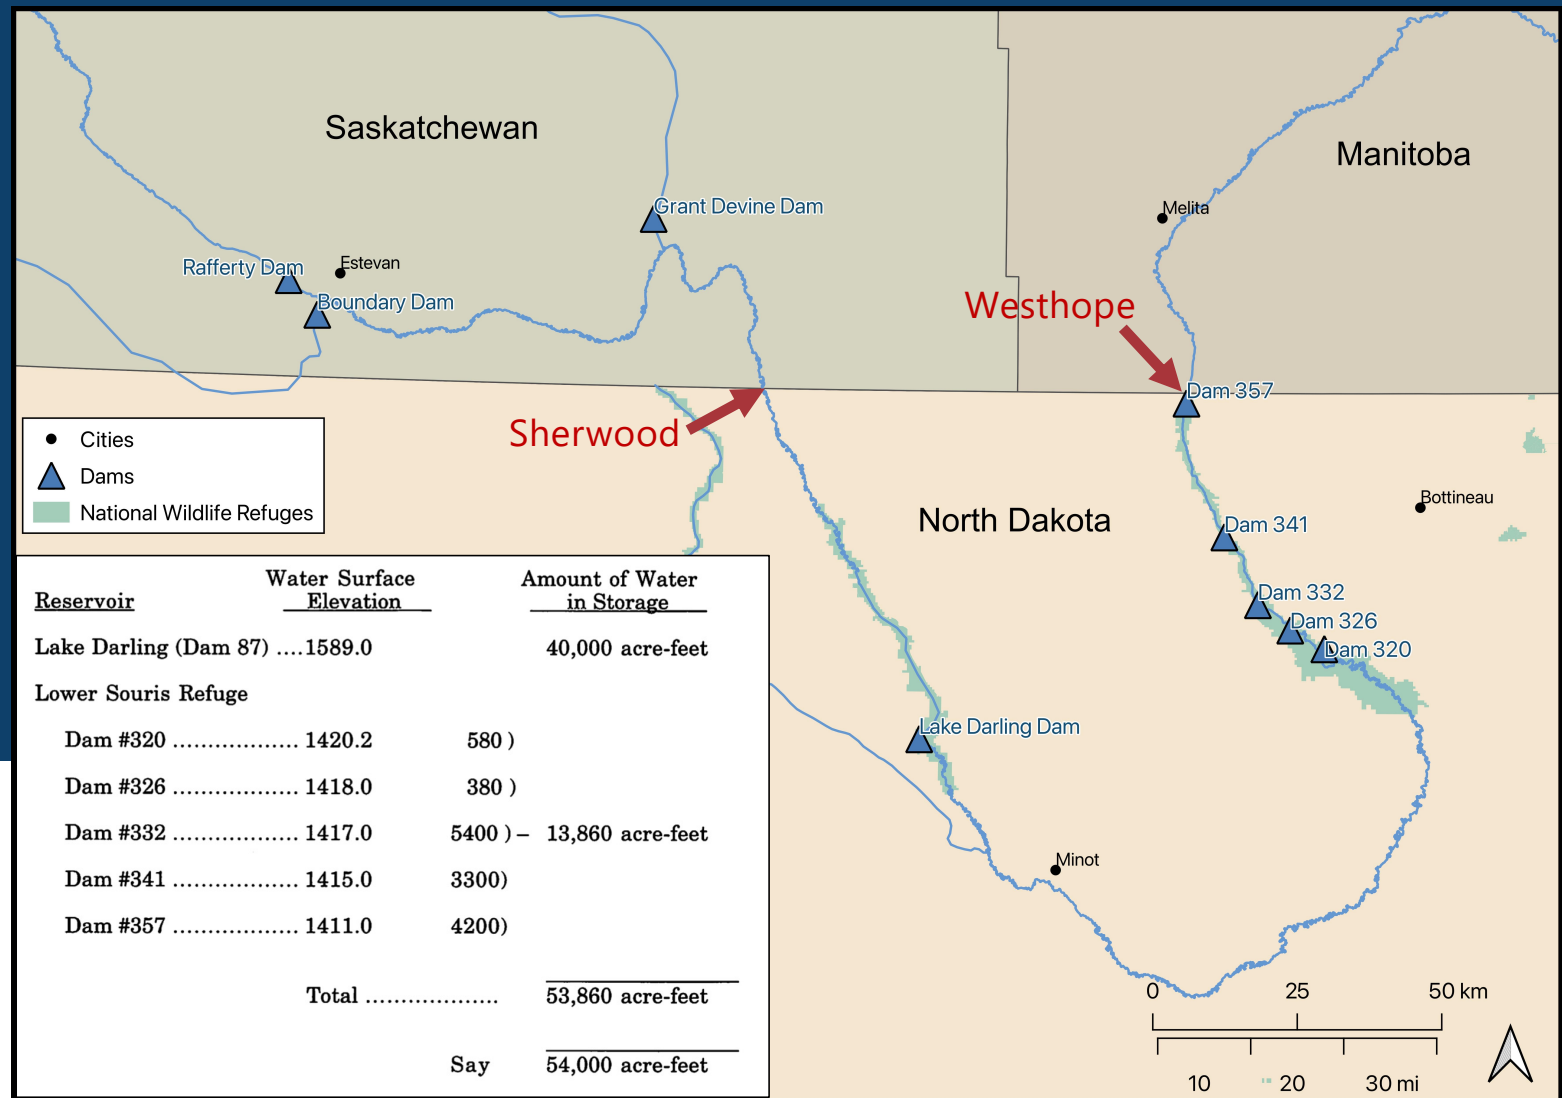 Saskatchewan
Manitoba
Grant Devine Dam
Melita
Rafferty Dam
Estevan
Boundary Dam
Westhope
Dam 357
Sherwood
Cities
Dams
National Wildlife Refuges
North Dakota
Bottineau
Dam 341
Dam 332
Dam 326
Dam 320
Lake Darling Dam
Minot
Water Surface Amount of Water
Reservoir Elevation in Storage
Lake Darling (Dam 87) ....1589.0 40,000 acre-feet
Lower Souris Refuge
Dam #320 .................. 1420.2 580 )
Dam #326 .................. 1418.0 380 )
Dam #332 .................. 1417.0 5400 ) – 13,860 acre-feet
Dam #341 .................. 1415.0 3300)
Dam #357 .................. 1411.0 4200)
Total ................... 53,860 acre-feet
Say 54,000 acre-feet
0 25 50 km
10 20 30 mi